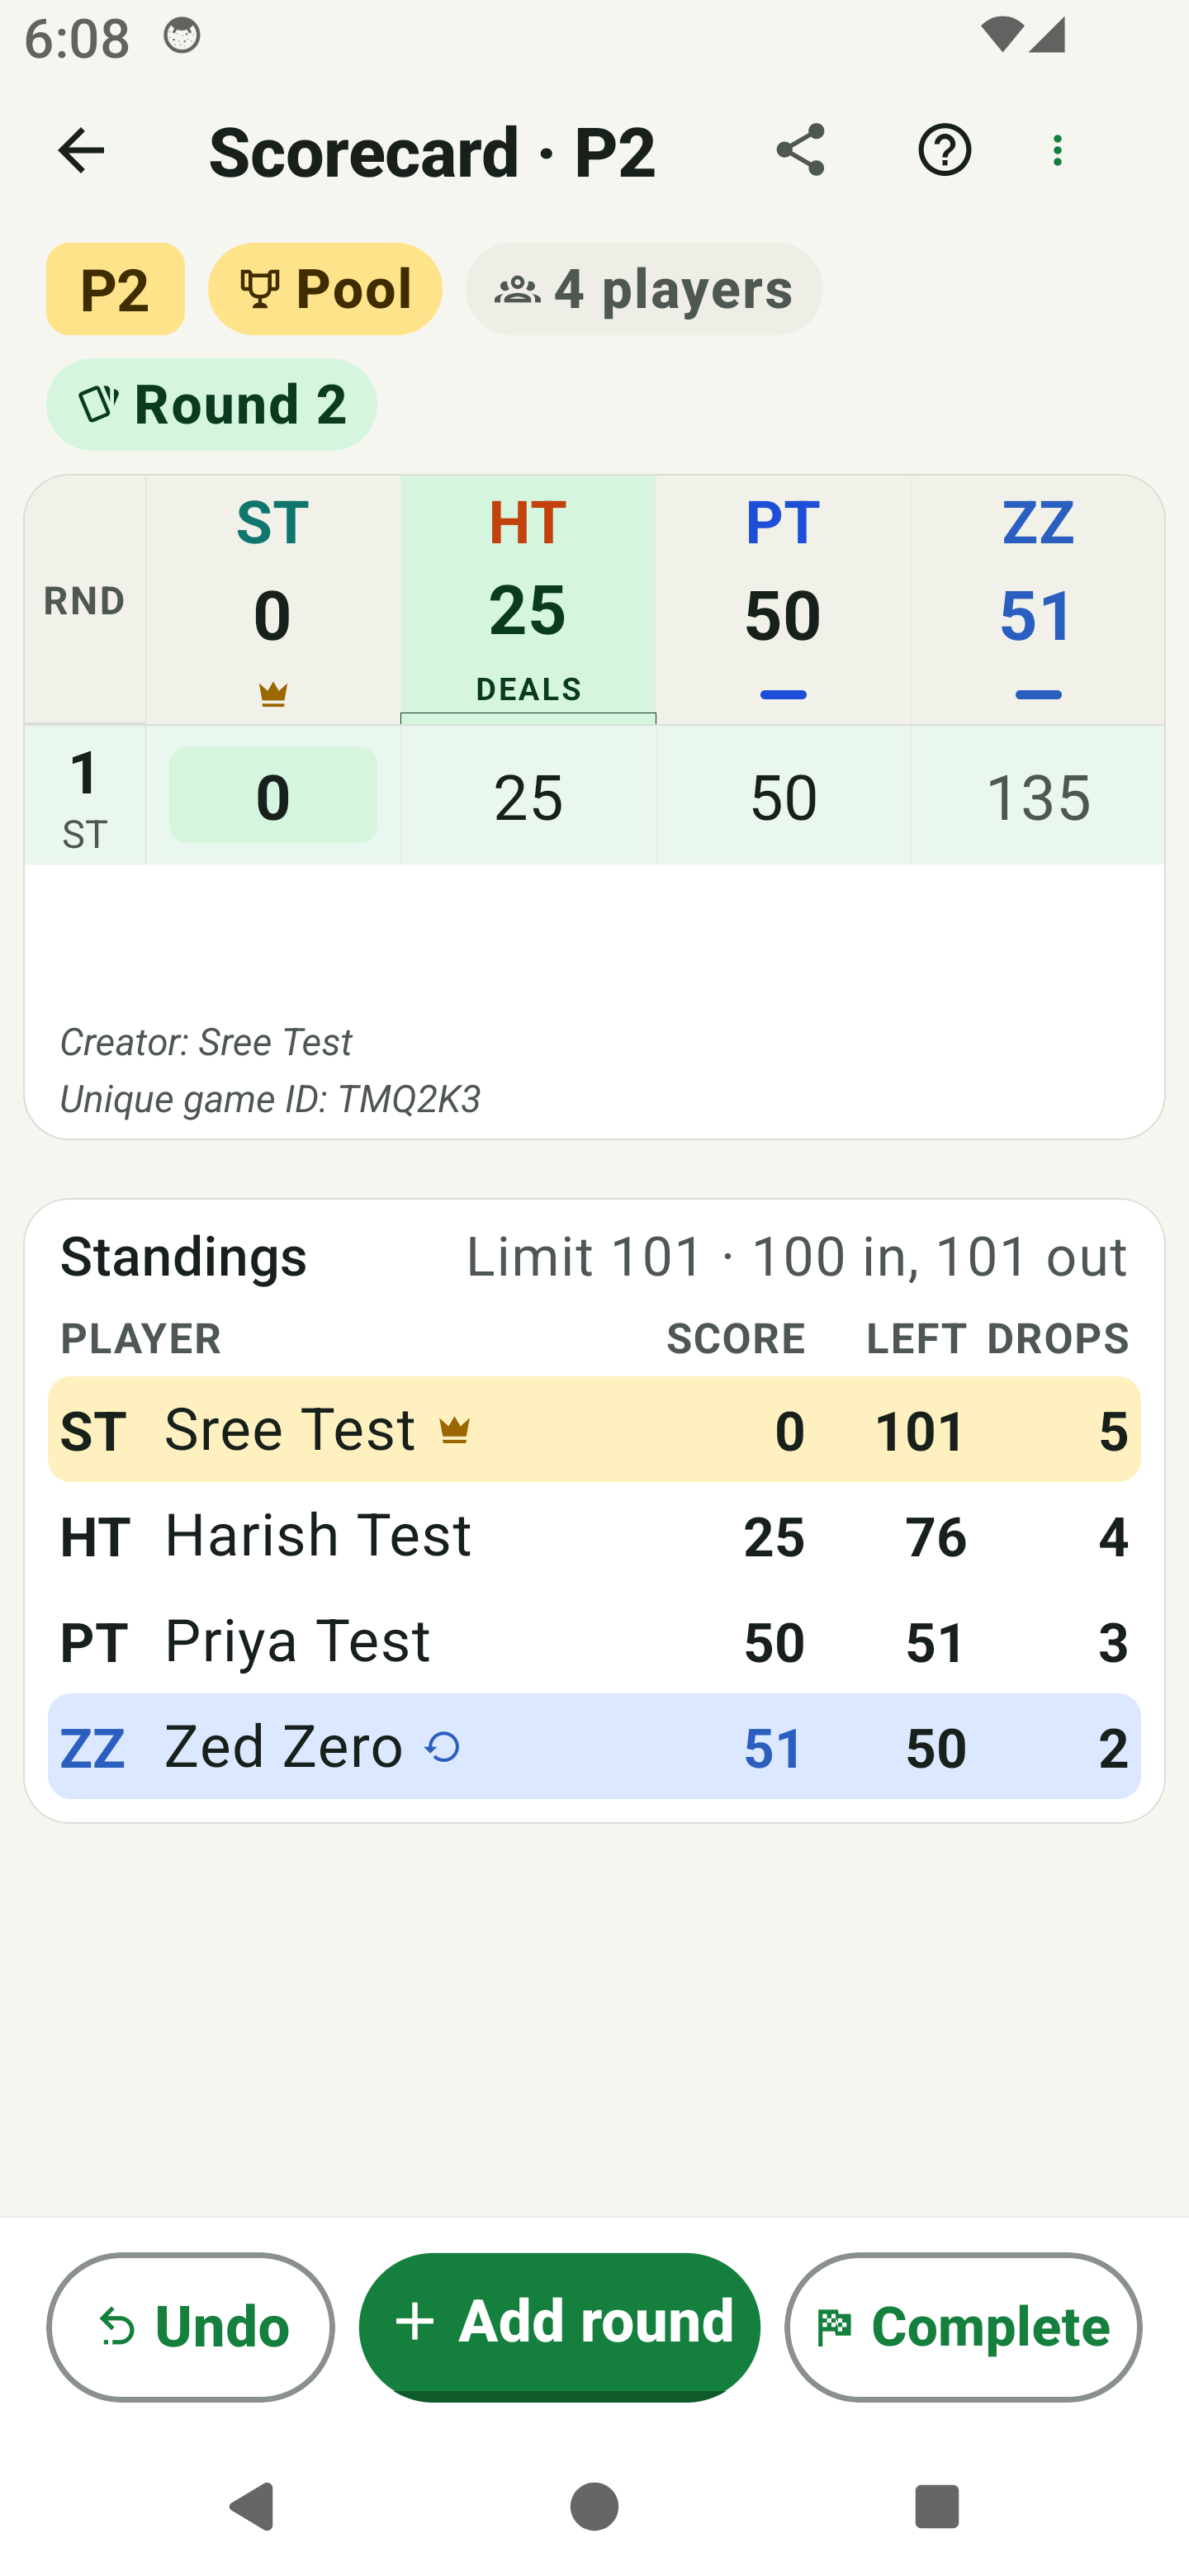 6:08
Scorecard · P2
P2 Pool 4 players
Round 2
RND ST HT PT ZZ
0 25 50 51
DEALS
1 0 25 50 135
ST
Creator: Sree Test
Unique game ID: TMQ2K3
Standings Limit 101 · 100 in, 101 out
PLAYER SCORE LEFT DROPS
ST Sree Test 0 101 5
HT Harish Test 25 76 4
PT Priya Test 50 51 3
ZZ Zed Zero 51 50 2
Undo + Add round Complete